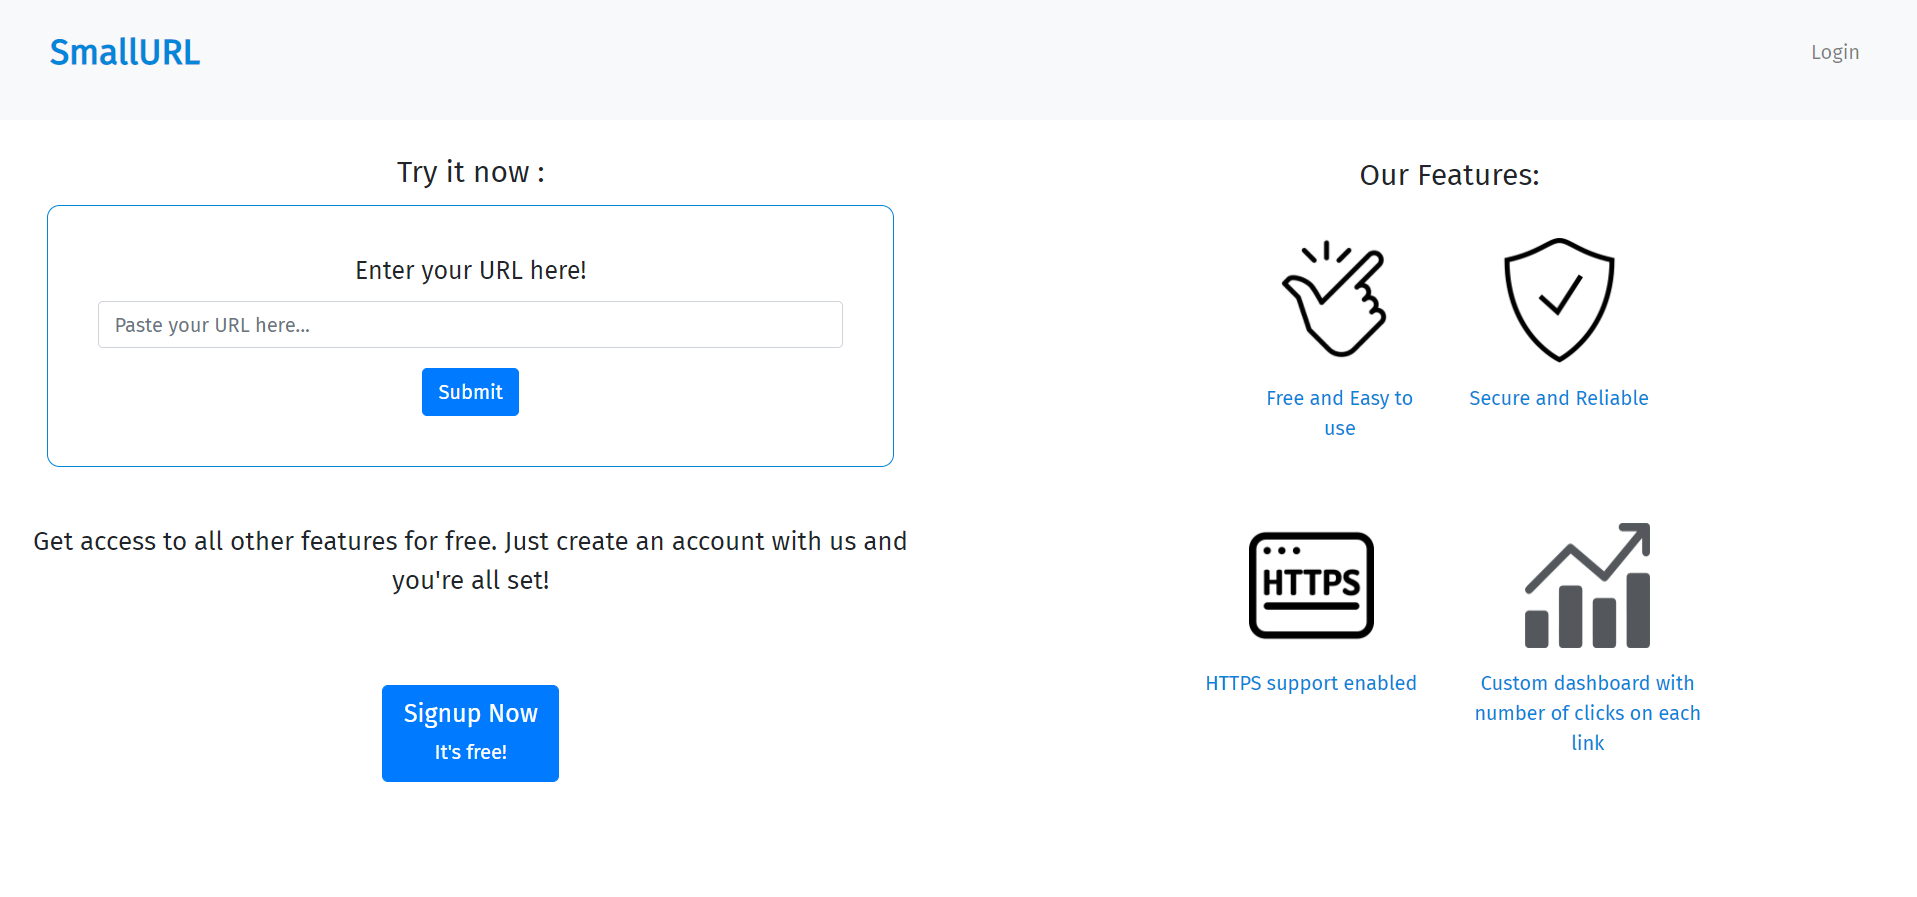 SmallURL
Login
Try it now :
Enter your URL here!
Paste your URL here...
Submit
Get access to all other features for free. Just create an account with us and
you're all set!
Signup Now
It's free!
Our Features:
Free and Easy to
use
Secure and Reliable
HTTPS
HTTPS support enabled
Custom dashboard with
number of clicks on each
link